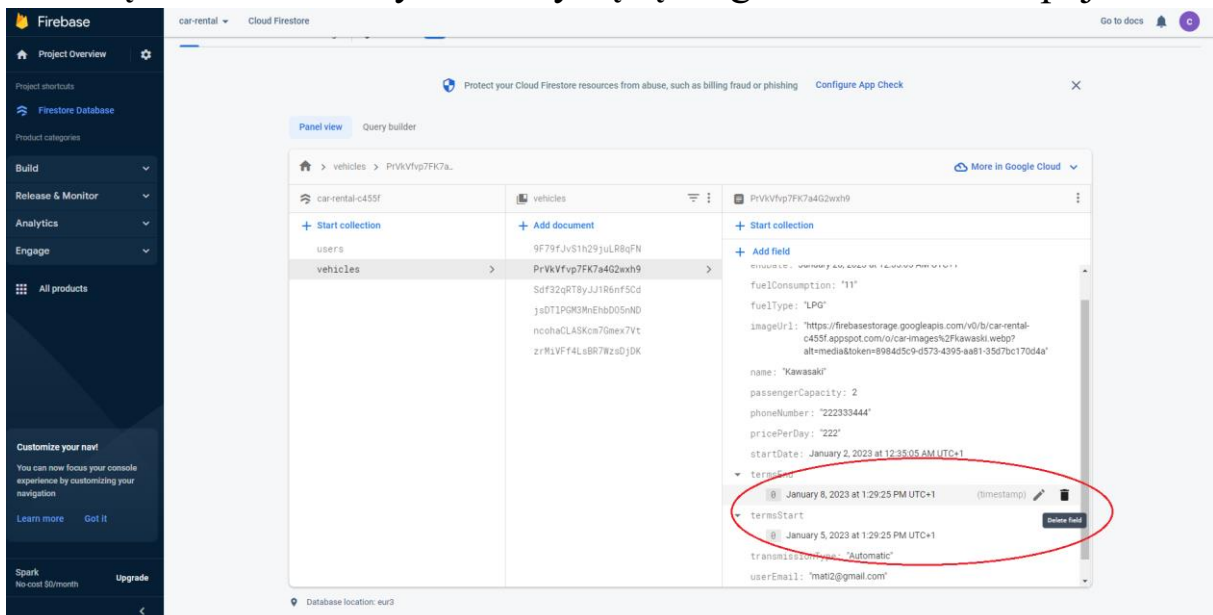 Firebase
car-rental
Cloud Firestore
Go to docs
C
Project Overview
Project shortcuts
Firestore Database
Product categories
Build
Release & Monitor
Analytics
Engage
All products
Customize your nav!
You can now focus your console
experience by customizing your
navigation
Learn more Got it
Spark
No-cost $0/month
Upgrade
Protect your Cloud Firestore resources from abuse, such as billing fraud or phishing Configure App Check
Panel view Query builder
vehicles > PrVkVfvp7FK7a..
More in Google Cloud
car-rental-c455f
+ Start collection
users
vehicles
vehicles
+ Add document
9F79fJvS1h29juLR8qFN
PrVkVfvp7FK7a4G2wxh9
Sdf32qRT8yJJ1R6nf5Cd
jsDT1PGM3MnEhbDO5nND
ncohaCLASKcm7Gmex7Vt
zrMiVFf4LsBR7WzsDjDK
PrVkVfvp7FK7a4G2wxh9
+ Start collection
+ Add field
fuelConsumption: "11"
fuelType: "LPG"
imageUrl: "https://firebasestorage.googleapis.com/v0/b/car-rental-
c455f.appspot.com/o/car-images%2Fkawaski.webp?
alt=media&token=8984d5c9-d573-4395-aa81-35d7bc170d4a"
name: "Kawasaki"
passengerCapacity: 2
phoneNumber: "222333444"
pricePerDay: "222"
startDate: January 2, 2023 at 12:35:05 AM UTC+1
termsEnd
0 January 8, 2023 at 1:29:25 PM UTC+1 (timestamp)
termsStart
Delete field
0 January 5, 2023 at 1:29:25 PM UTC+1
transmissionType: "Automatic"
userEmail: "mati2@gmail.com"
Database location: eur3